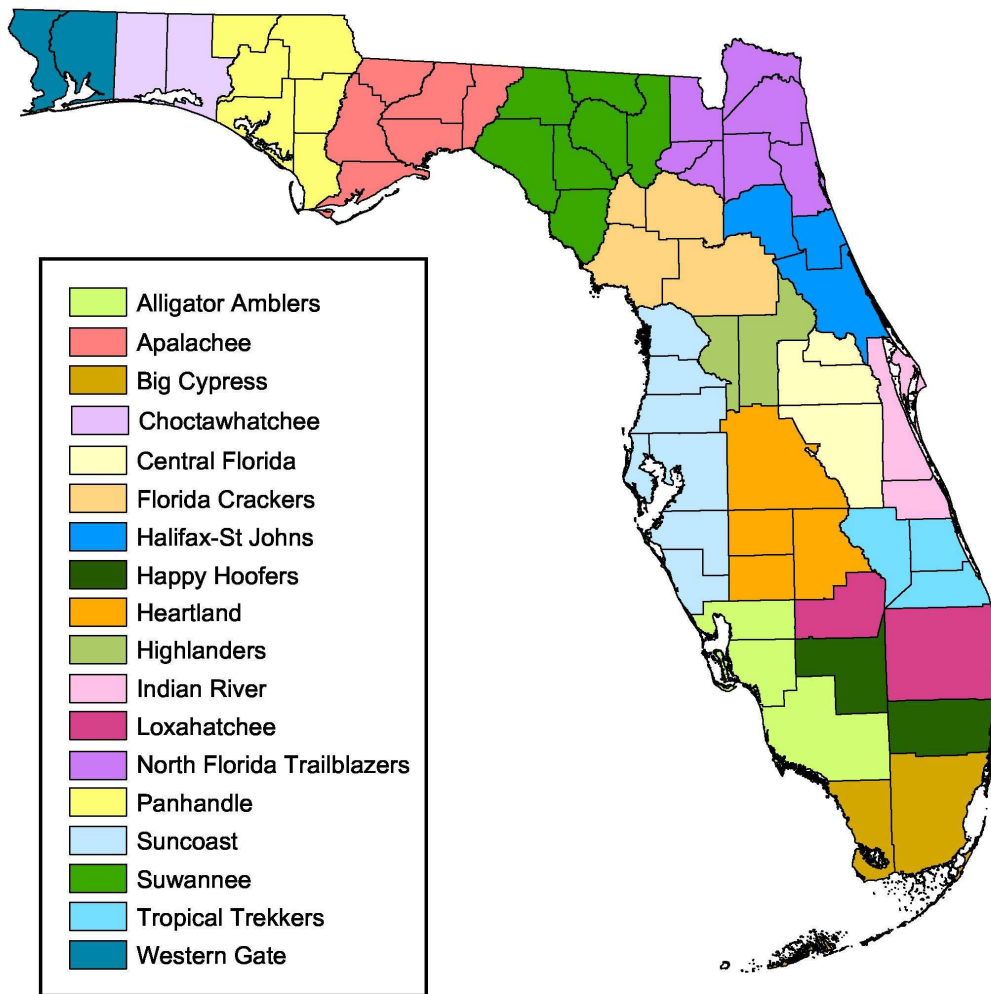 Alligator Amblers
Apalachee
Big Cypress
Choctawhatchee
Central Florida
Florida Crackers
Halifax-St Johns
Happy Hoofers
Heartland
Highlanders
Indian River
Loxahatchee
North Florida Trailblazers
Panhandle
Suncoast
Suwannee
Tropical Trekkers
Western Gate